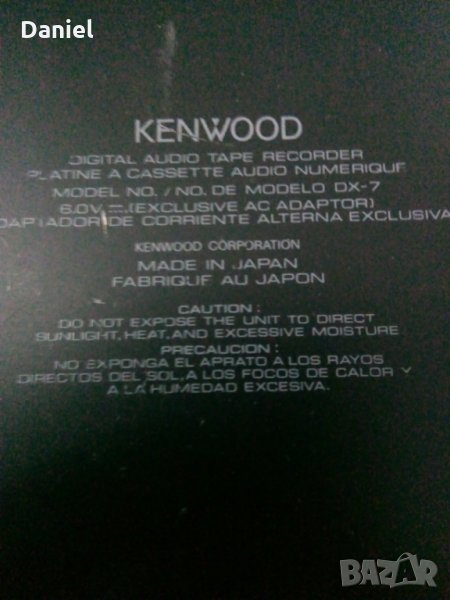 Daniel
KENWOOD
DIGITAL AUDIO TAPE RECORDER
PLATINE A CASSETTE AUDIO NUMERIQUE
MODEL NO. / NO. DE MODELO DX-7
6.0V ⎓ (EXCLUSIVE AC ADAPTOR)
DAPTADOR DE CORRIENTE ALTERNA EXCLUSIVA
KENWOOD CORPORATION
MADE IN JAPAN
FABRIQUE AU JAPON
CAUTION :
DO NOT EXPOSE THE UNIT TO DIRECT
SUNLIGHT, HEAT, AND EXCESSIVE MOISTURE.
PRECAUCION :
NO EXPONGA EL APRATO A LOS RAYOS
DIRECTOS DEL SOL, A LOS FOCOS DE CALOR Y
A LA HUMEDAD EXCESIVA.
BAZAR